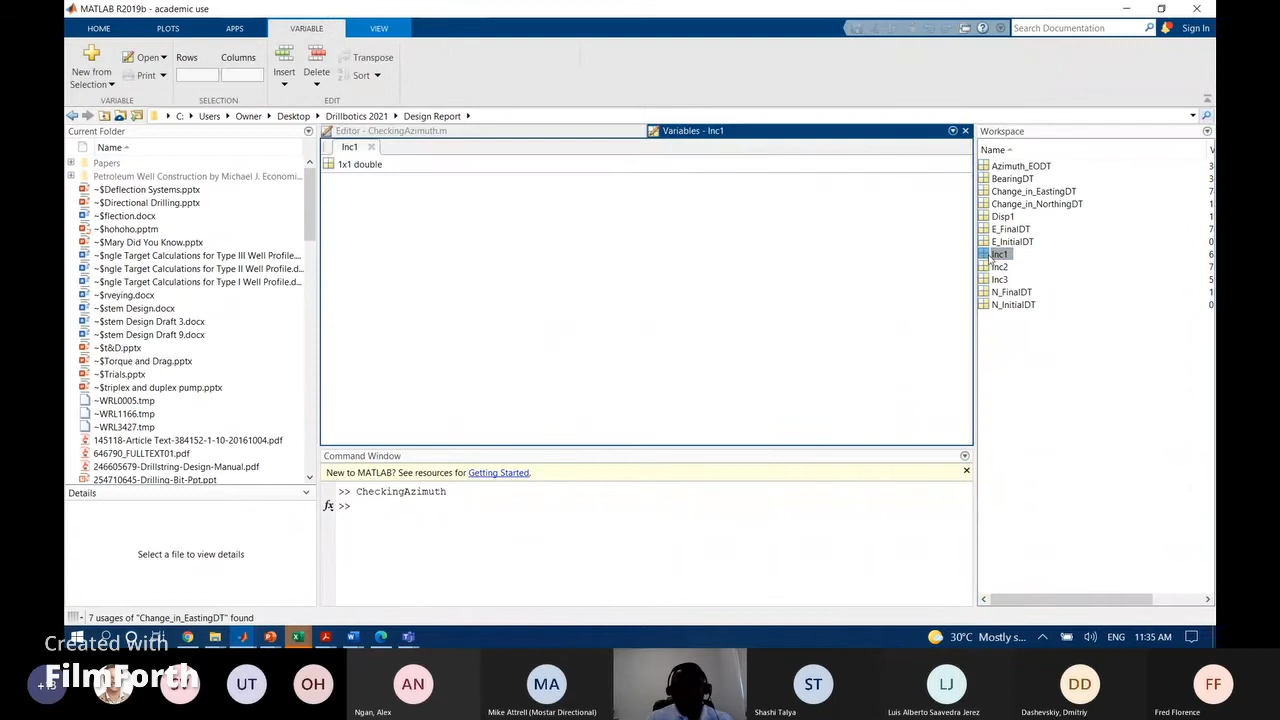 MATLAB R2019b - academic use
HOME PLOTS APPS VARIABLE VIEW
Search Documentation
Sign In
New from Selection
Open
Print
Rows Columns
Insert Delete
Transpose
Sort
VARIABLE SELECTION EDIT
C: Users Owner Desktop Drillbotics 2021 Design Report
Current Folder
Name
Papers
Petroleum Well Construction by Michael J. Economi...
~$Deflection Systems.pptx
~$Directional Drilling.pptx
~$flection.docx
~$hohoho.pptm
~$Mary Did You Know.pptx
~$ngle Target Calculations for Type III Well Profile.d...
~$ngle Target Calculations for Type II Well Profile.d...
~$ngle Target Calculations for Type I Well Profile.d...
~$rveying.docx
~$stem Design.docx
~$stem Design Draft 3.docx
~$stem Design Draft 9.docx
~$t&D.pptx
~$Torque and Drag.pptx
~$Trials.pptx
~$triplex and duplex pump.pptx
~WRL0005.tmp
~WRL1166.tmp
~WRL3427.tmp
145118-Article Text-384152-1-10-20161004.pdf
646790_FULLTEXT01.pdf
246605679-Drillstring-Design-Manual.pdf
254710645-Drilling-Bit-Ppt.ppt
Details
Select a file to view details
Editor - CheckingAzimuth.m
Variables - Inc1
Inc1
1x1 double
Command Window
New to MATLAB? See resources for Getting Started.
>> CheckingAzimuth
fx >>
Workspace
Name
Azimuth_EODT
BearingDT
Change_in_EastingDT
Change_in_NorthingDT
Disp1
E_FinalDT
E_InitialDT
Inc1
Inc2
Inc3
N_FinalDT
N_InitialDT
7 usages of "Change_in_EastingDT" found
30°C Mostly s...
ENG
11:35 AM
Created with
FilmForth
UT
OH
AN
Ngan, Alex
MA
Mike Attrell (Mostar Directional)
ST
Shashi Talya
LJ
Luis Alberto Saavedra Jerez
DD
Dashevskiy, Dmitriy
FF
Fred Florence